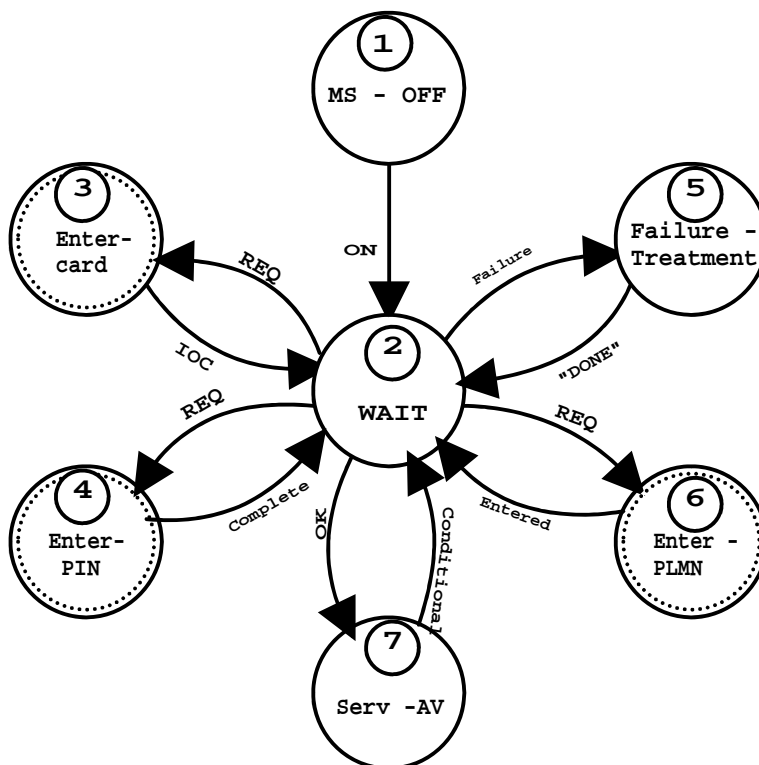 1
MS - OFF
3
Enter-
card
5
Failure -
Treatment
ON
REQ
Failure
IOC
"DONE"
2
WAIT
REQ
REQ
4
Enter-
PIN
Complete
OK
Conditional
Entered
6
Enter -
PLMN
7
Serv -AV